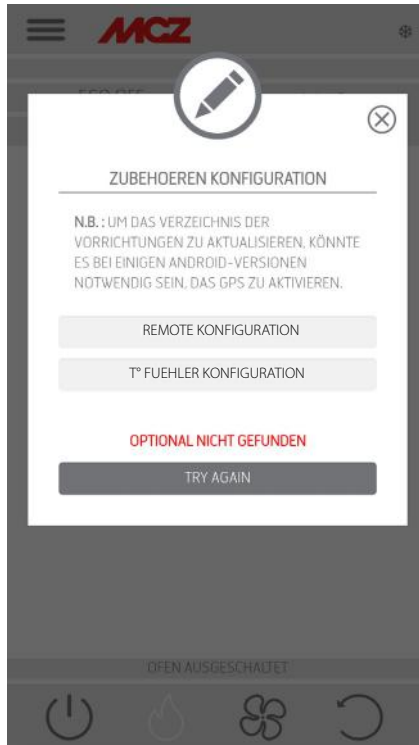 MCZ
ZUBEHOEREN KONFIGURATION
N.B. : UM DAS VERZEICHNIS DER
VORRICHTUNGEN ZU AKTUALISIEREN, KÖNNTE
ES BEI EINIGEN ANDROID-VERSIONEN
NOTWENDIG SEIN, DAS GPS ZU AKTIVIEREN.
REMOTE KONFIGURATION
T° FUEHLER KONFIGURATION
OPTIONAL NICHT GEFUNDEN
TRY AGAIN
OFEN AUSGESCHALTET